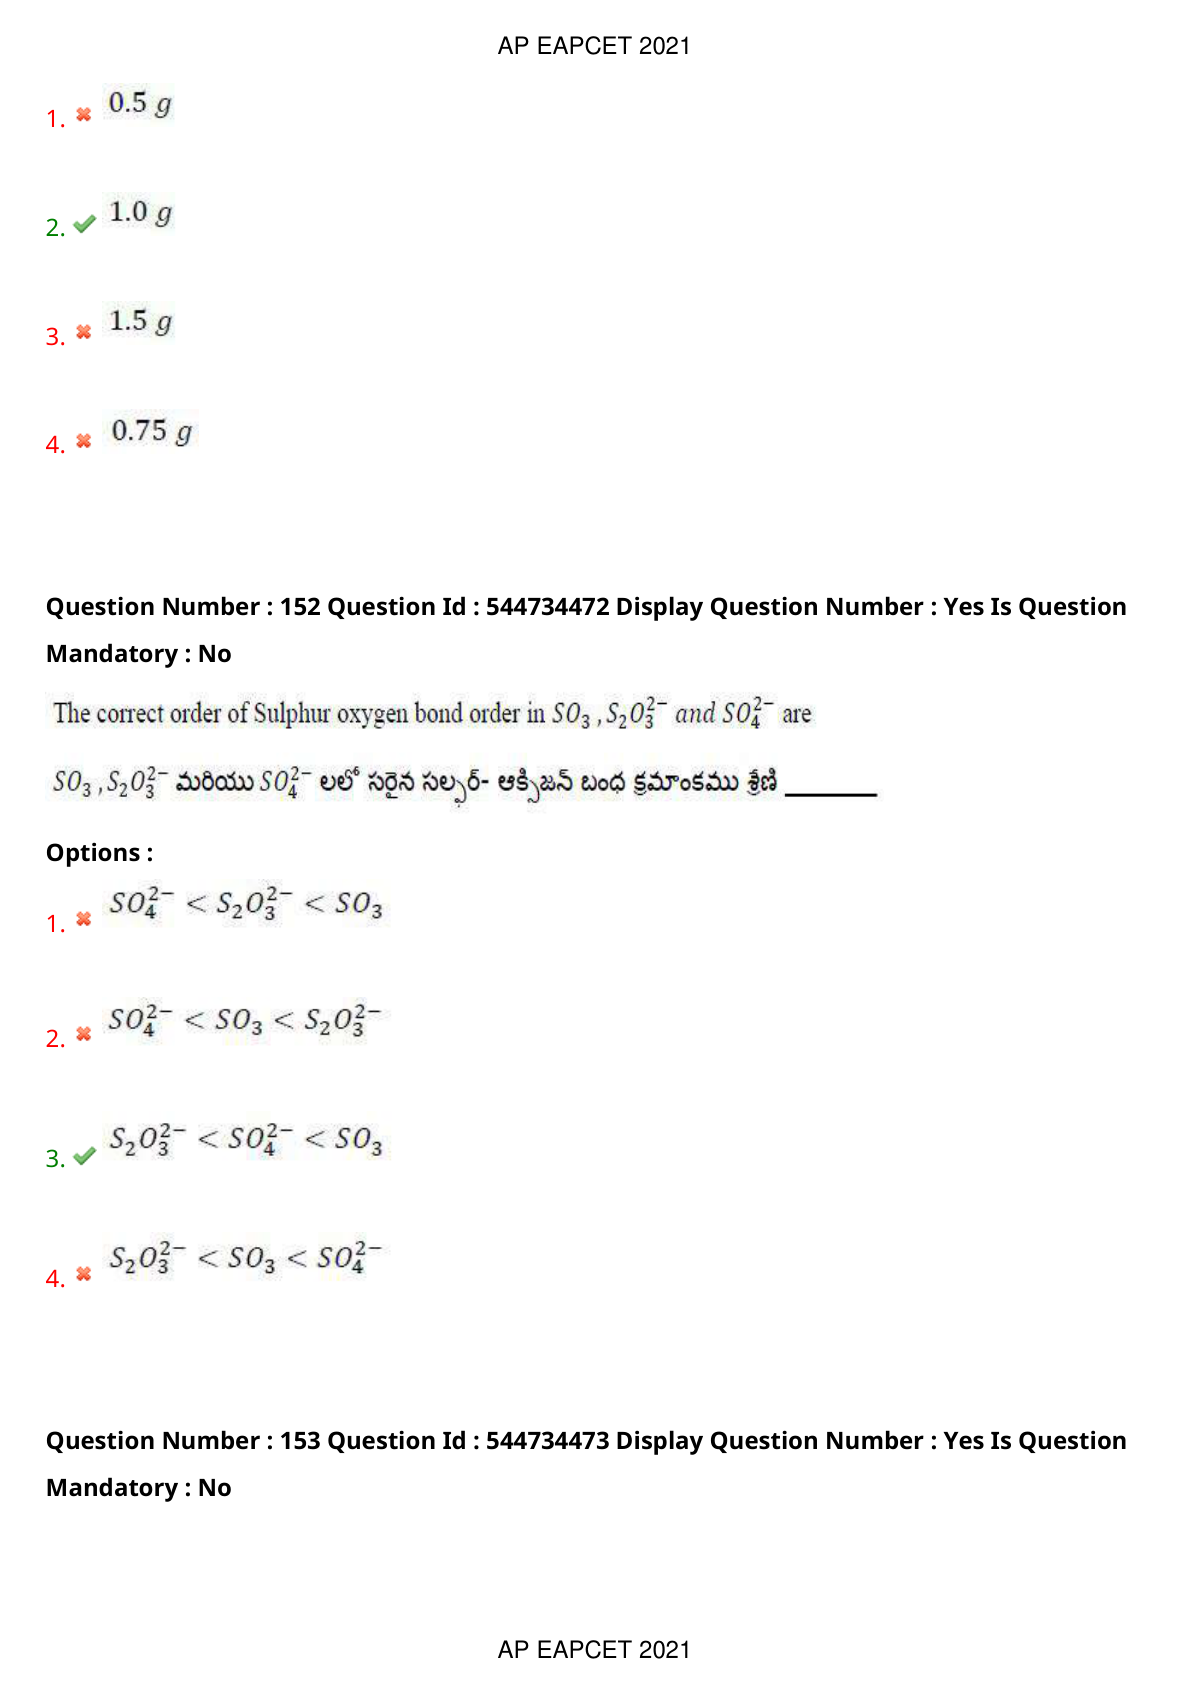 AP EAPCET 2021
1. ✖ 0.5 g
2. ✔ 1.0 g
3. ✖ 1.5 g
4. ✖ 0.75 g
Question Number : 152 Question Id : 544734472 Display Question Number : Yes Is Question
Mandatory : No
The correct order of Sulphur oxygen bond order in $SO_3 , S_2O_3^{2-}$ and $SO_4^{2-}$ are
$SO_3 , S_2O_3^{2-}$ మరియు $SO_4^{2-}$ లలో సరైన సల్ఫర్- ఆక్సిజన్ బంధ క్రమాంకము శ్రేణి _______
Options :
1. ✖ $SO_4^{2-} < S_2O_3^{2-} < SO_3$
2. ✖ $SO_4^{2-} < SO_3 < S_2O_3^{2-}$
3. ✔ $S_2O_3^{2-} < SO_4^{2-} < SO_3$
4. ✖ $S_2O_3^{2-} < SO_3 < SO_4^{2-}$
Question Number : 153 Question Id : 544734473 Display Question Number : Yes Is Question
Mandatory : No
AP EAPCET 2021